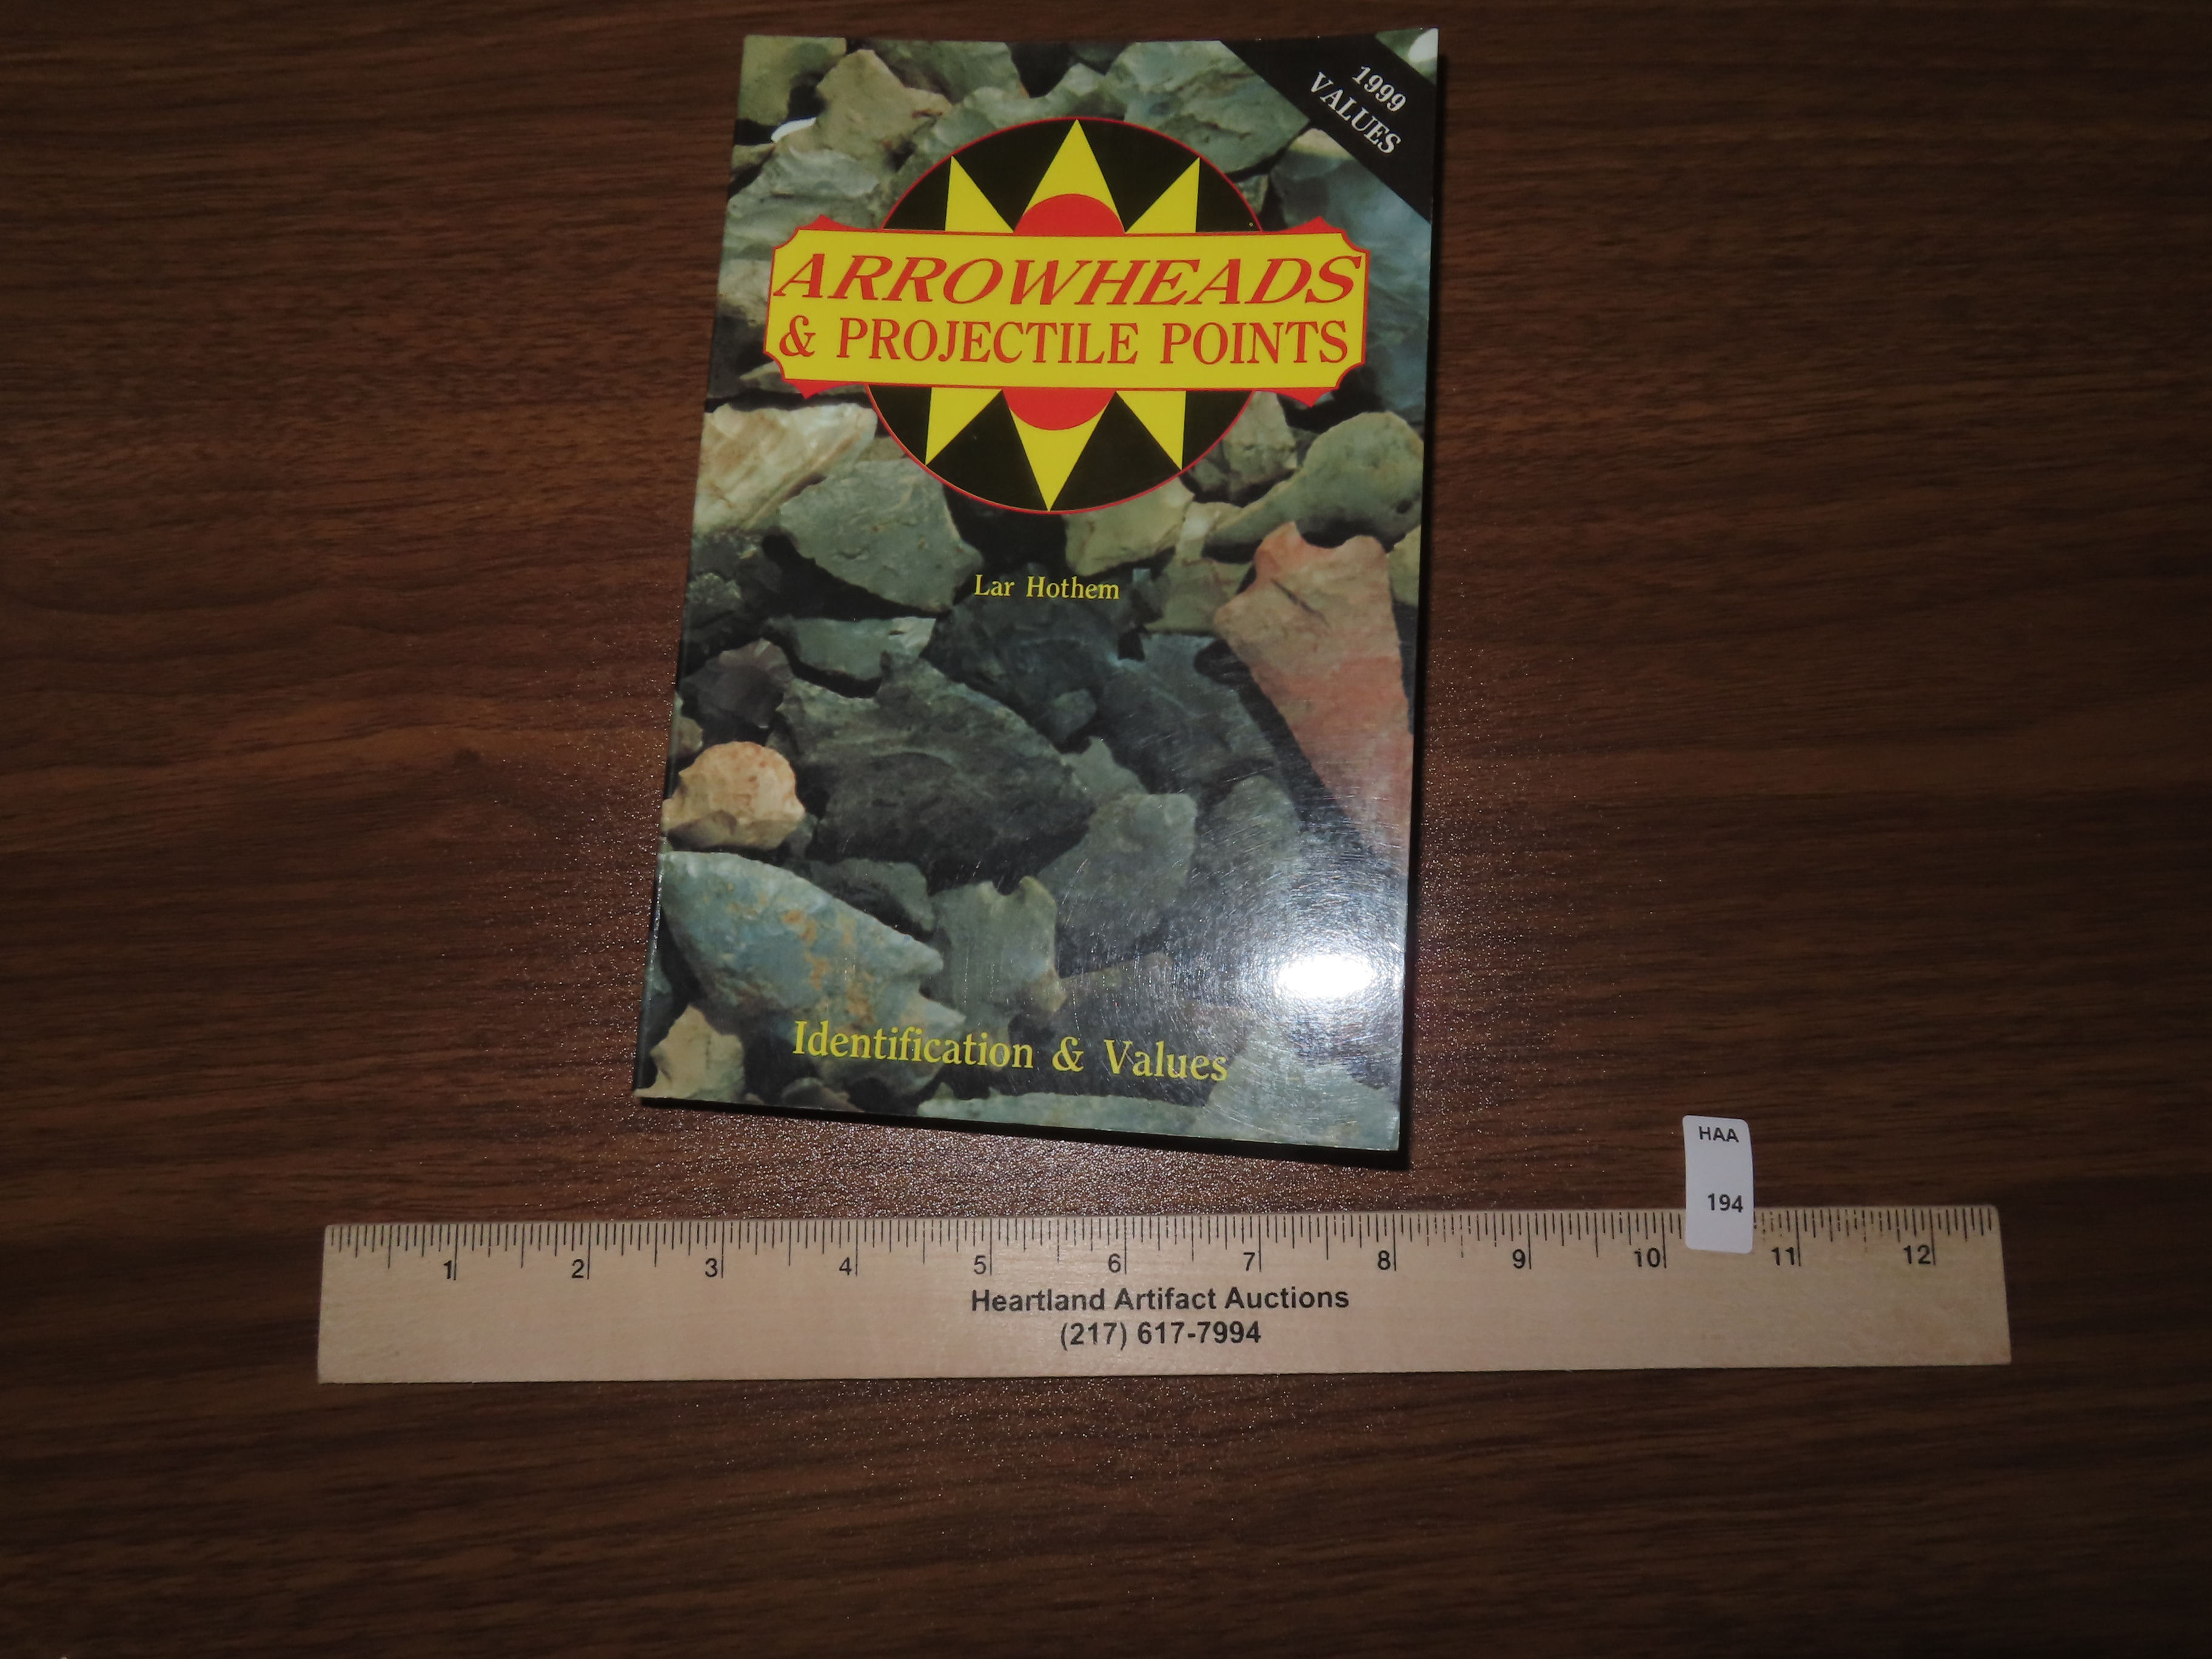 1999
VALUES
ARROWHEADS
& PROJECTILE POINTS
Lar Hothem
Identification & Values
HAA
194
1 2 3 4 5 6 7 8 9 10 11 12
Heartland Artifact Auctions
(217) 617-7994